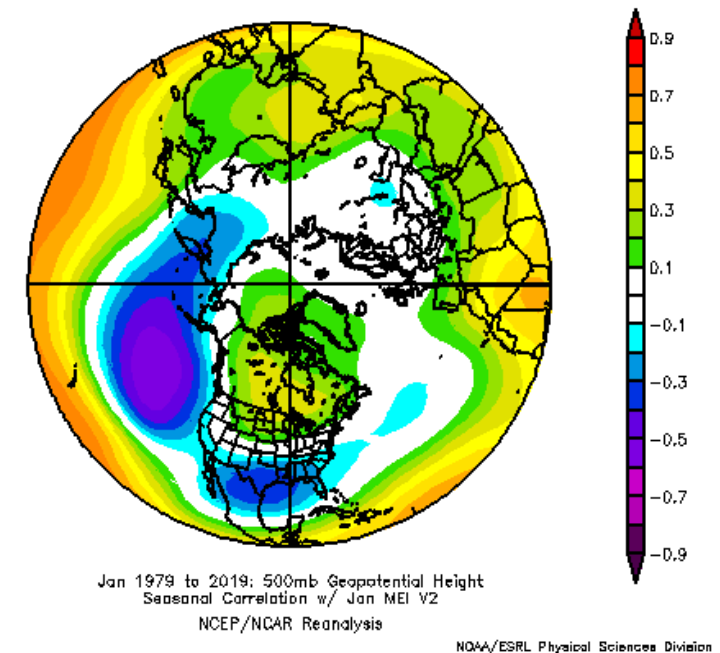 0.9
0.7
0.5
0.3
0.1
-0.1
-0.3
-0.5
-0.7
-0.9
Jan 1979 to 2019: 500mb Geopotential Height
Seasonal Correlation w/ Jan MEI V2
NCEP/NCAR Reanalysis
NOAA/ESRL Physical Sciences Division